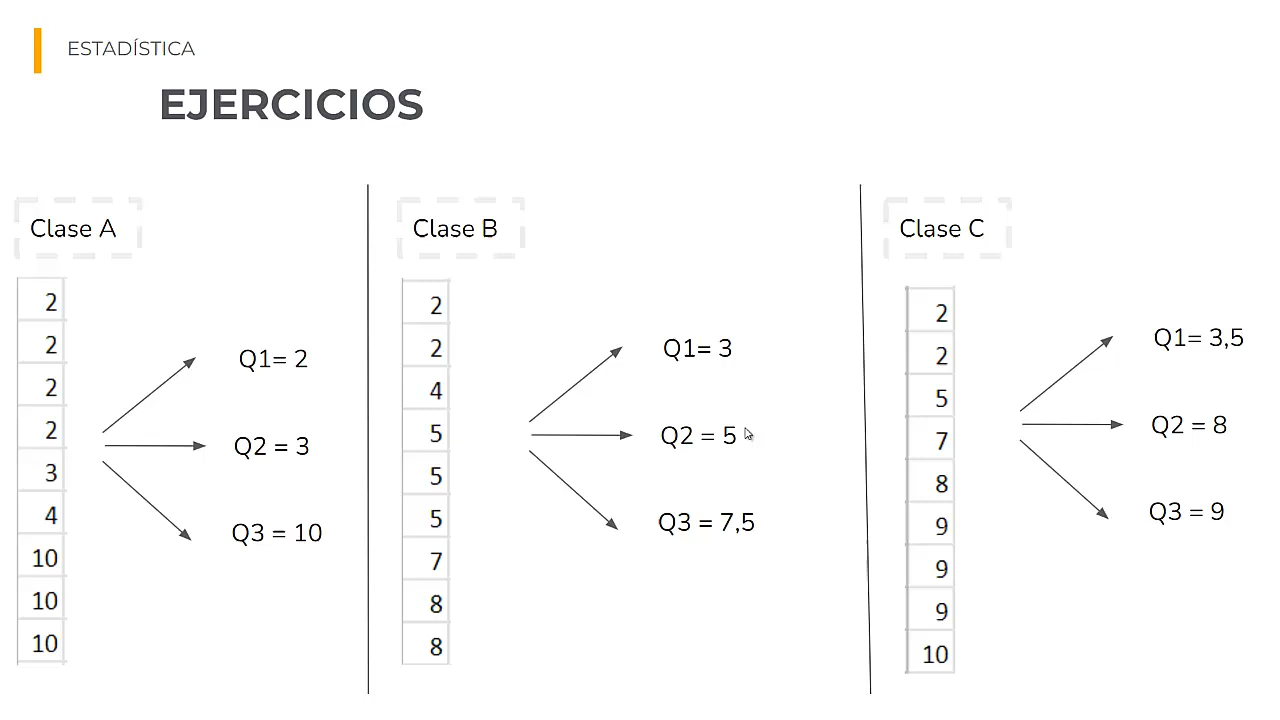 ESTADÍSTICA
EJERCICIOS
Clase A
2
2
2
2
3
4
10
10
10
Q1= 2
Q2 = 3
Q3 = 10
Clase B
2
2
4
5
5
5
7
8
8
Q1= 3
Q2 = 5
Q3 = 7,5
Clase C
2
2
5
7
8
9
9
9
10
Q1= 3,5
Q2 = 8
Q3 = 9